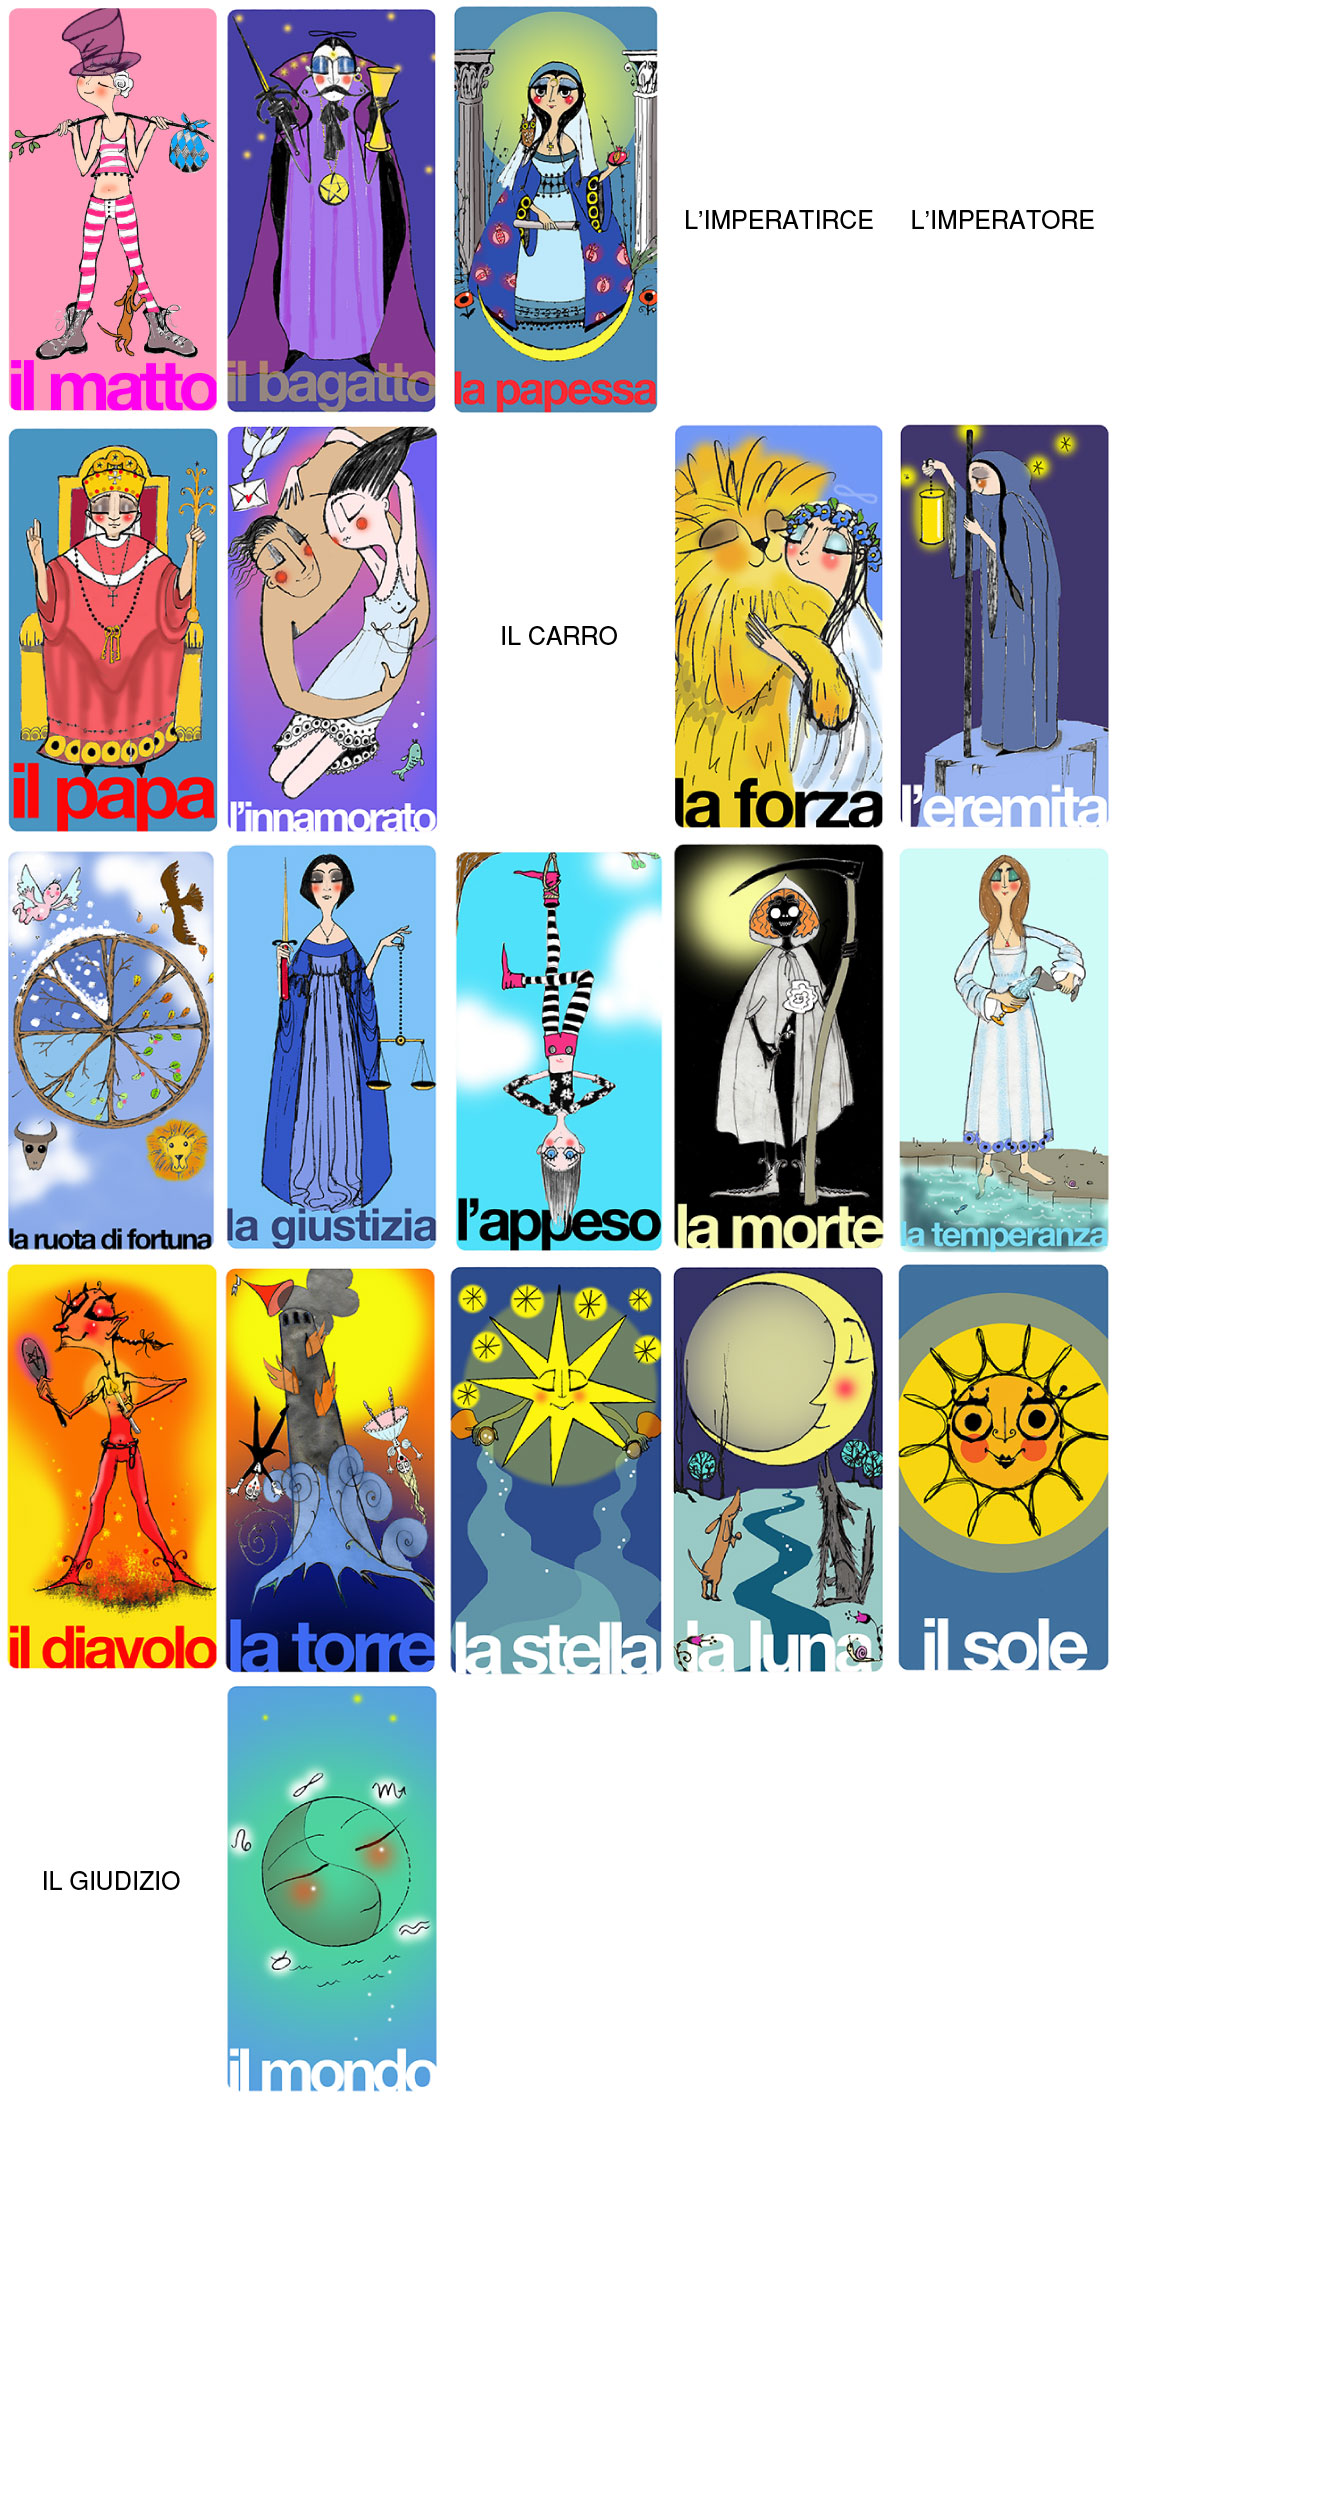 il matto
il bagatto
la papessa
L’IMPERATIRCE
L’IMPERATORE
il papa
l’innamorato
IL CARRO
la forza
l’eremita
la ruota di fortuna
la giustizia
l’appeso
la morte
la temperanza
il diavolo
la torre
la stella
la luna
il sole
IL GIUDIZIO
il mondo